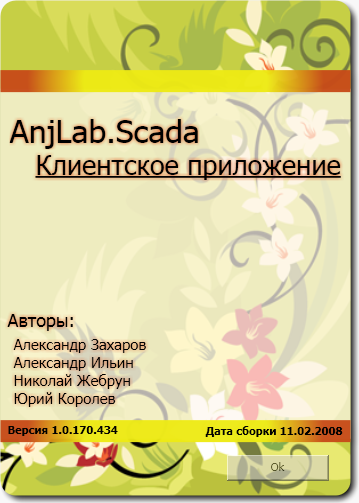 AnjLab.Scada
Клиентское приложение
Авторы:
Александр Захаров
Александр Ильин
Николай Жебрун
Юрий Королев
Версия 1.0.170.434 Дата сборки 11.02.2008
Ok